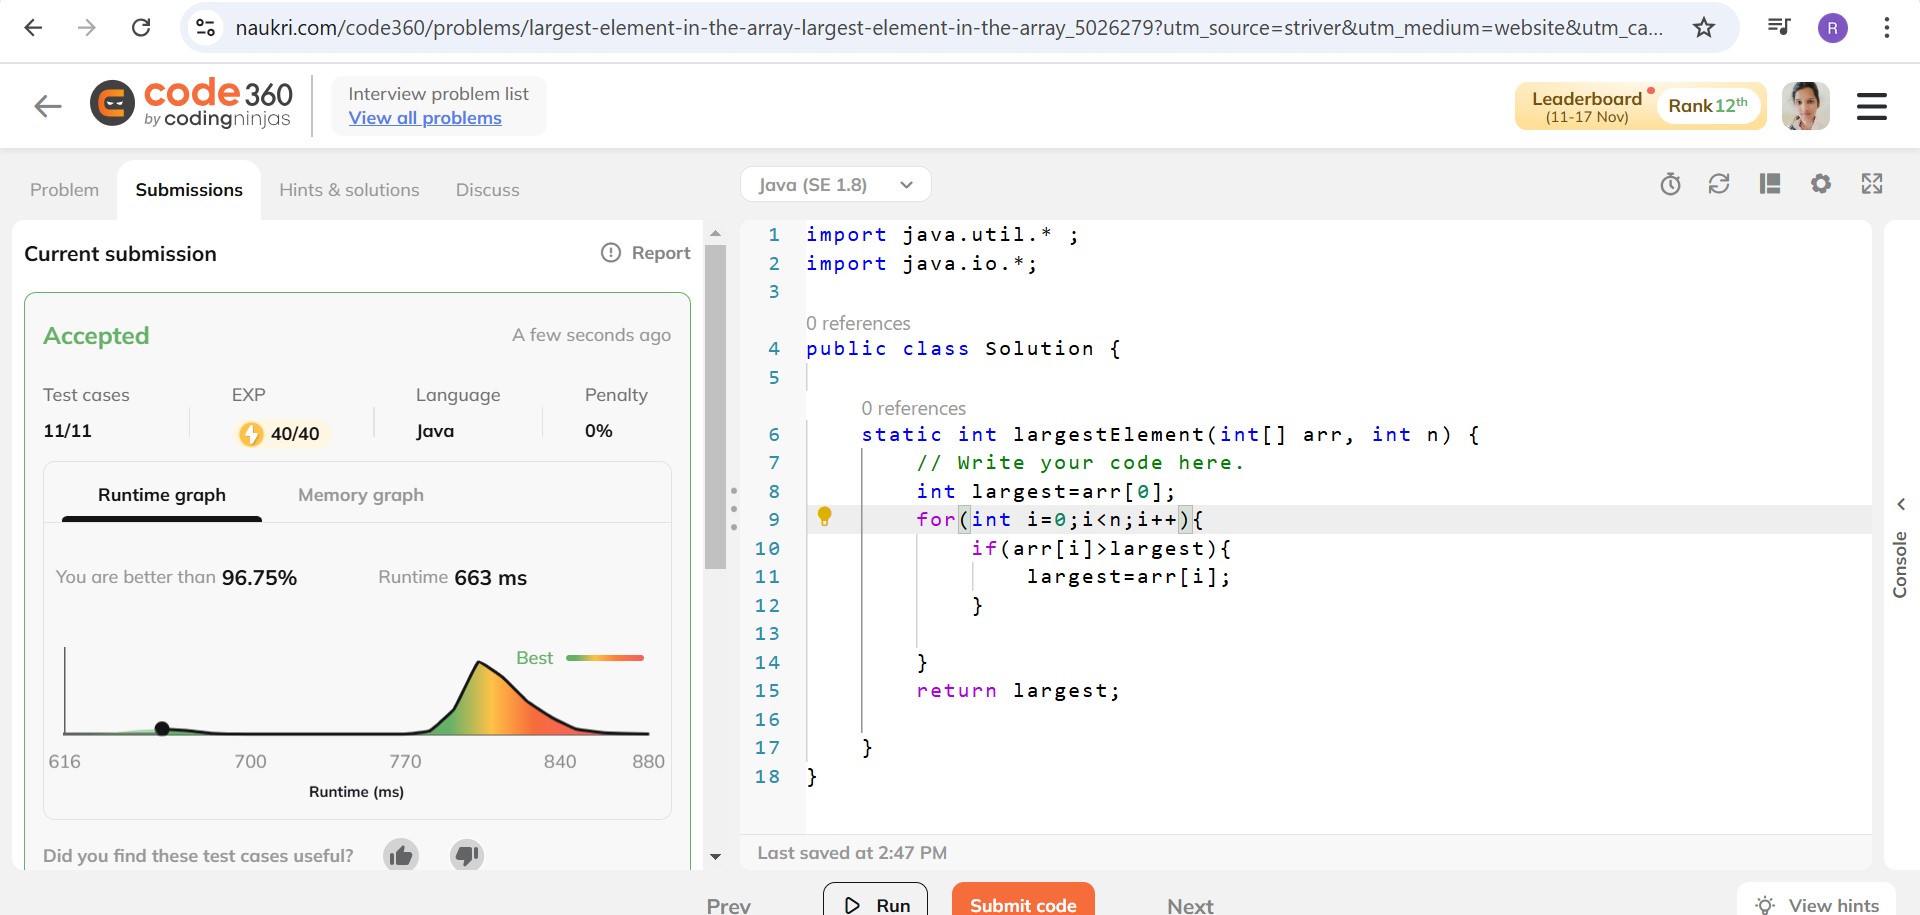 naukri.com/code360/problems/largest-element-in-the-array-largest-element-in-the-array_5026279?utm_source=striver&utm_medium=website&utm_ca...
R
code 360
by codingninjas
Interview problem list
View all problems
Leaderboard
(11-17 Nov)
Rank 12th
Problem
Submissions
Hints & solutions
Discuss
Java (SE 1.8)
Current submission
Report
Accepted
A few seconds ago
Test cases
EXP
Language
Penalty
11/11
40/40
Java
0%
Runtime graph
Memory graph
You are better than 96.75%
Runtime 663 ms
Best
616
700
770
840
880
Runtime (ms)
Did you find these test cases useful?
1 import java.util.* ;
2 import java.io.*;
3
0 references
4 public class Solution {
5
0 references
6 static int largestElement(int[] arr, int n) {
7 // Write your code here.
8 int largest=arr[0];
9 for(int i=0;i<n;i++){
10 if(arr[i]>largest){
11 largest=arr[i];
12 }
13
14 }
15 return largest;
16
17 }
18 }
Console
Last saved at 2:47 PM
Prev
Run
Submit code
Next
View hints